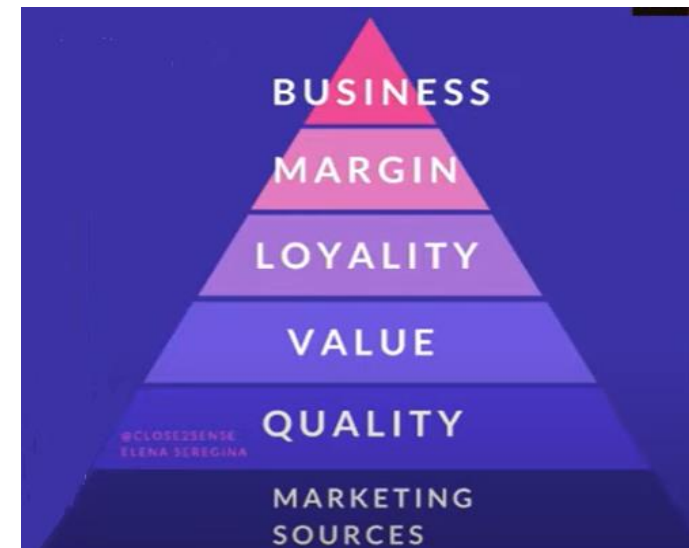 BUSINESS
MARGIN
LOYALITY
VALUE
QUALITY
@CLOSE2SENSE
ELENA SEREGINA
MARKETING
SOURCES